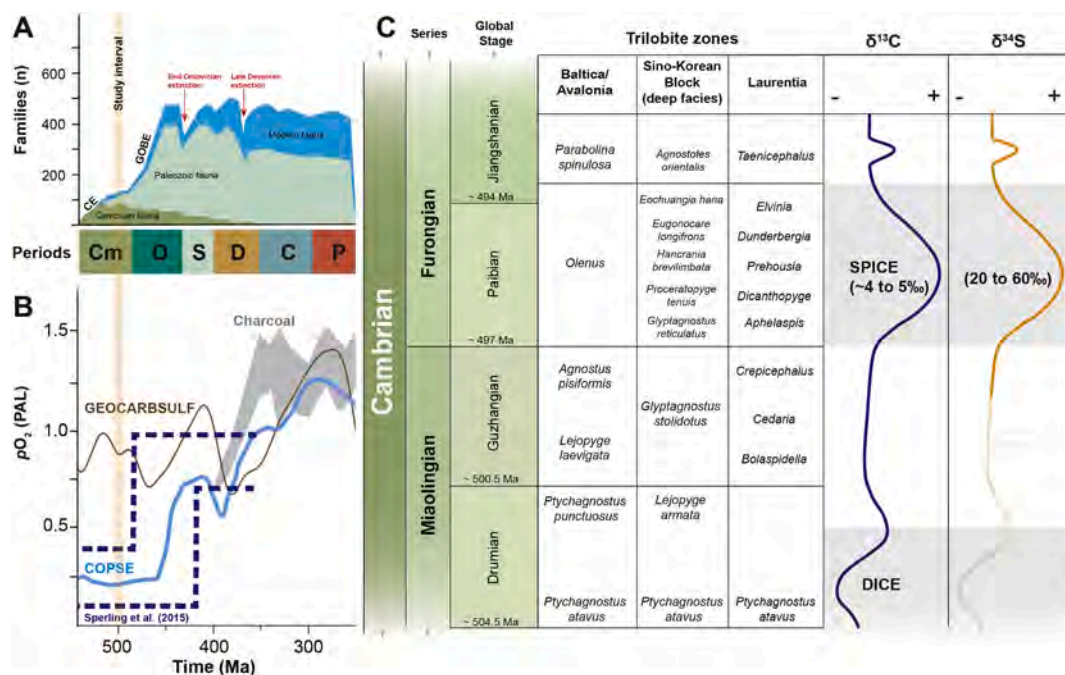 A
Families (n)
600
400
200
Study interval
End-Ordovician
extinction
Late Devonian
extinction
GOBE
CE
Modern fauna
Paleozoic fauna
Cambrian fauna
Periods
Cm
O
S
D
C
P
B
pO₂ (PAL)
1.5
1.0
0.5
Charcoal
GEOCARBSULF
COPSE
Sperling et al. (2015)
500
400
300
Time (Ma)
C
Series
Global
Stage
Trilobite zones
δ¹³C
δ³⁴S
Baltica/
Avalonia
Sino-Korean
Block
(deep facies)
Laurentia
- +
- +
Cambrian
Furongian
Miaolingian
Jiangshanian
~ 494 Ma
Paibian
~ 497 Ma
Guzhangian
~ 500.5 Ma
Drumian
~ 504.5 Ma
Parabolina
spinulosa
Olenus
Agnostus
pisiformis
Lejopyge
laevigata
Ptychagnostus
punctuosus
Ptychagnostus
atavus
Agnostotes
orientalis
Eochuangia hana
Eugonocare
longifrons
Hancrania
brevilimbata
Proceratopyge
tenuis
Glyptagnostus
reticulatus
Glyptagnostus
stolidotus
Lejopyge
armata
Ptychagnostus
atavus
Taenicephalus
Elvinia
Dunderbergia
Prehousia
Dicanthopyge
Aphelaspis
Crepicephalus
Cedaria
Bolaspidella
Ptychagnostus
atavus
SPICE
(~4 to 5‰)
DICE
(20 to 60‰)